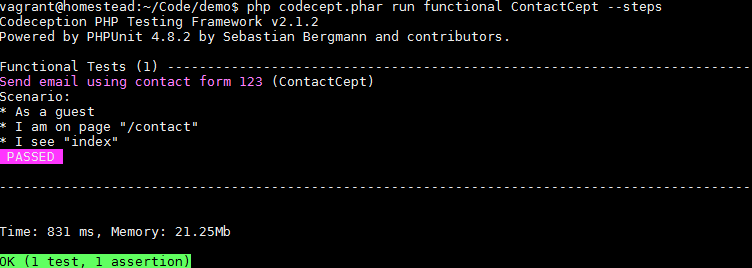 vagrant@homestead:~/Code/demo$ php codecept.phar run functional ContactCept --steps
Codeception PHP Testing Framework v2.1.2
Powered by PHPUnit 4.8.2 by Sebastian Bergmann and contributors.
Functional Tests (1) --------------------------------------------------------------------------
Send email using contact form 123 (ContactCept)
Scenario:
* As a guest
* I am on page "/contact"
* I see "index"
PASSED
-----------------------------------------------------------------------------------------------
Time: 831 ms, Memory: 21.25Mb
OK (1 test, 1 assertion)